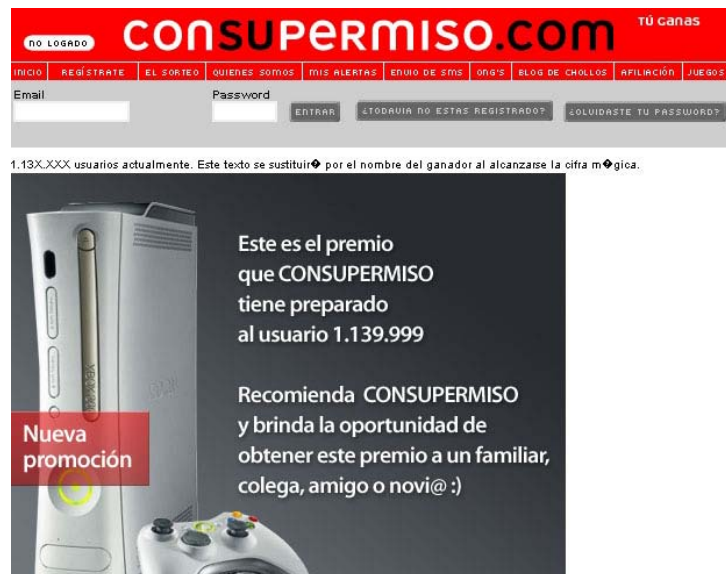 NO LOGADO
consupermiso.com
TÚ GANAS
INICIO REGÍSTRATE EL SORTEO QUIENES SOMOS MIS ALERTAS ENVIO DE SMS ONG'S BLOG DE CHOLLOS AFILIACIÓN JUEGOS
Email Password
ENTRAR ¿TODAVIA NO ESTAS REGISTRADO? ¿OLVIDASTE TU PASSWORD?
1.13X.XXX usuarios actualmente. Este texto se sustituir� por el nombre del ganador al alcanzarse la cifra m�gica.
Este es el premio
que CONSUPERMISO
tiene preparado
al usuario 1.139.999
Recomienda CONSUPERMISO
y brinda la oportunidad de
obtener este premio a un familiar,
colega, amigo o novi@ :)
Nueva
promoción
XBOX 360